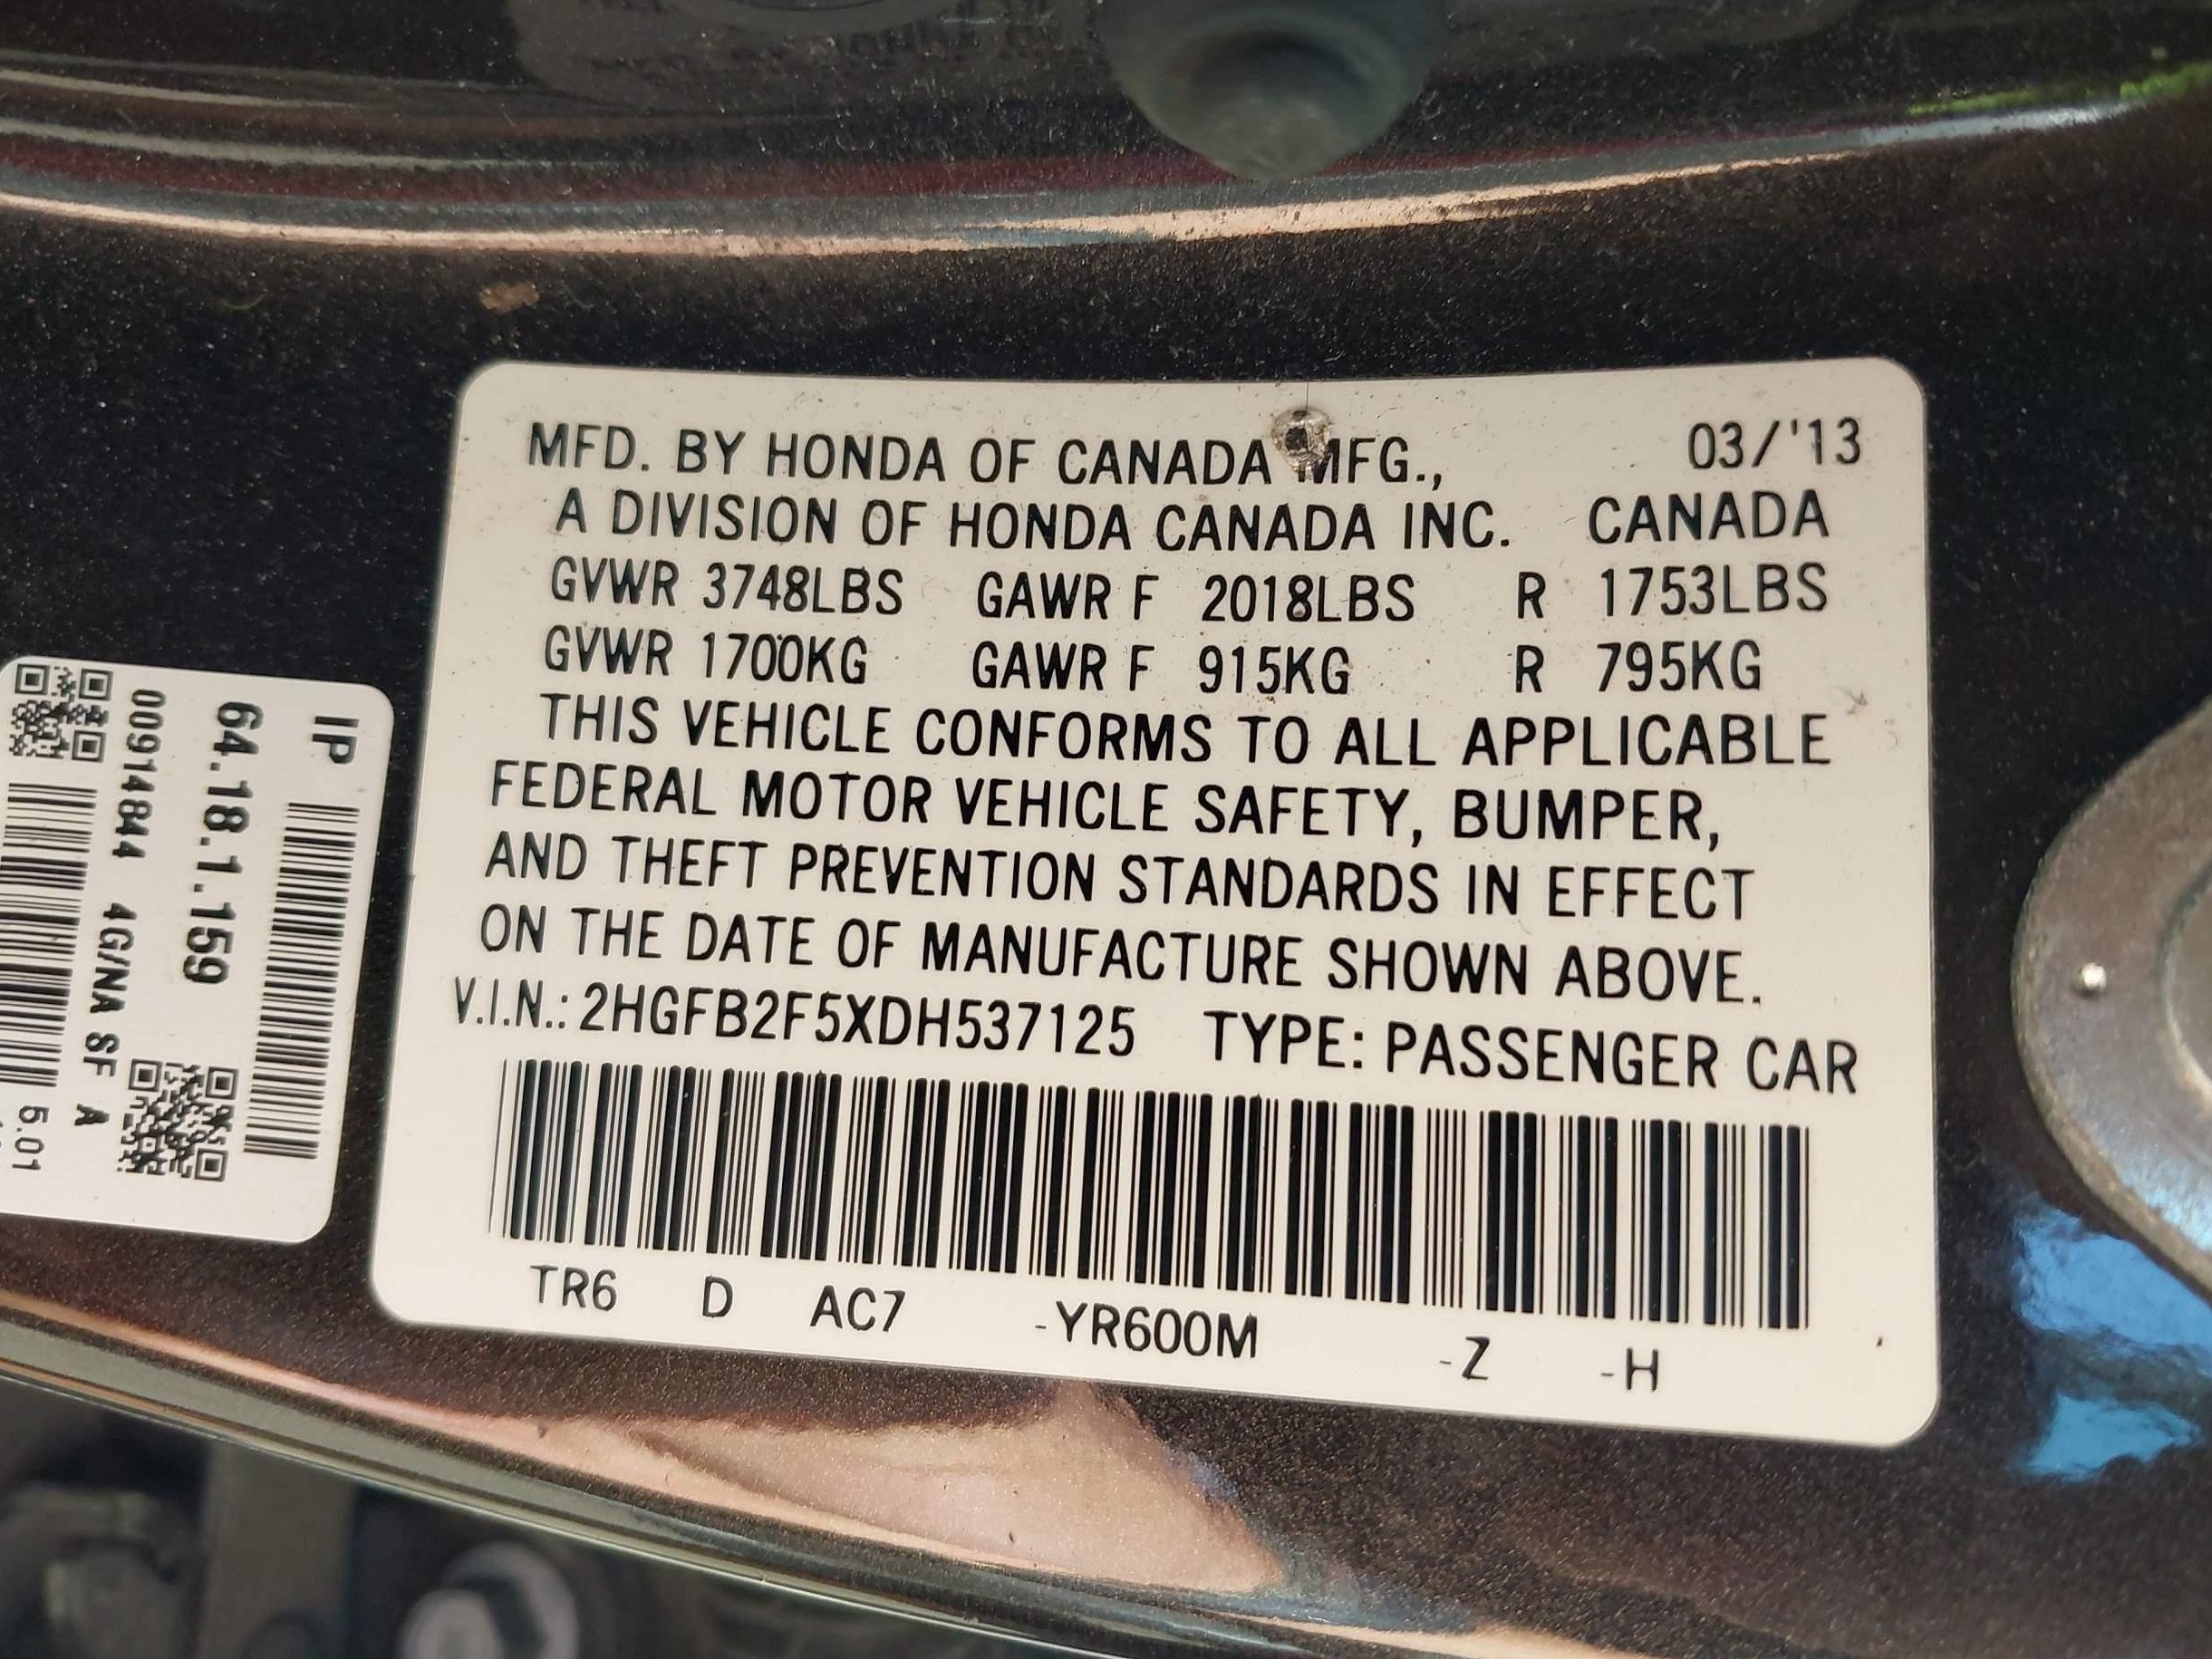 MFD. BY HONDA OF CANADA MFG., 03/'13
A DIVISION OF HONDA CANADA INC. CANADA
GVWR 3748LBS GAWR F 2018LBS R 1753LBS
GVWR 1700KG GAWR F 915KG R 795KG
THIS VEHICLE CONFORMS TO ALL APPLICABLE
FEDERAL MOTOR VEHICLE SAFETY, BUMPER,
AND THEFT PREVENTION STANDARDS IN EFFECT
ON THE DATE OF MANUFACTURE SHOWN ABOVE.
V.I.N.: 2HGFB2F5XDH537125 TYPE: PASSENGER CAR
TR6 D AC7 -YR600M -Z -H
IP
64.18.1.159
00914844 4G/NA SF A
5.01